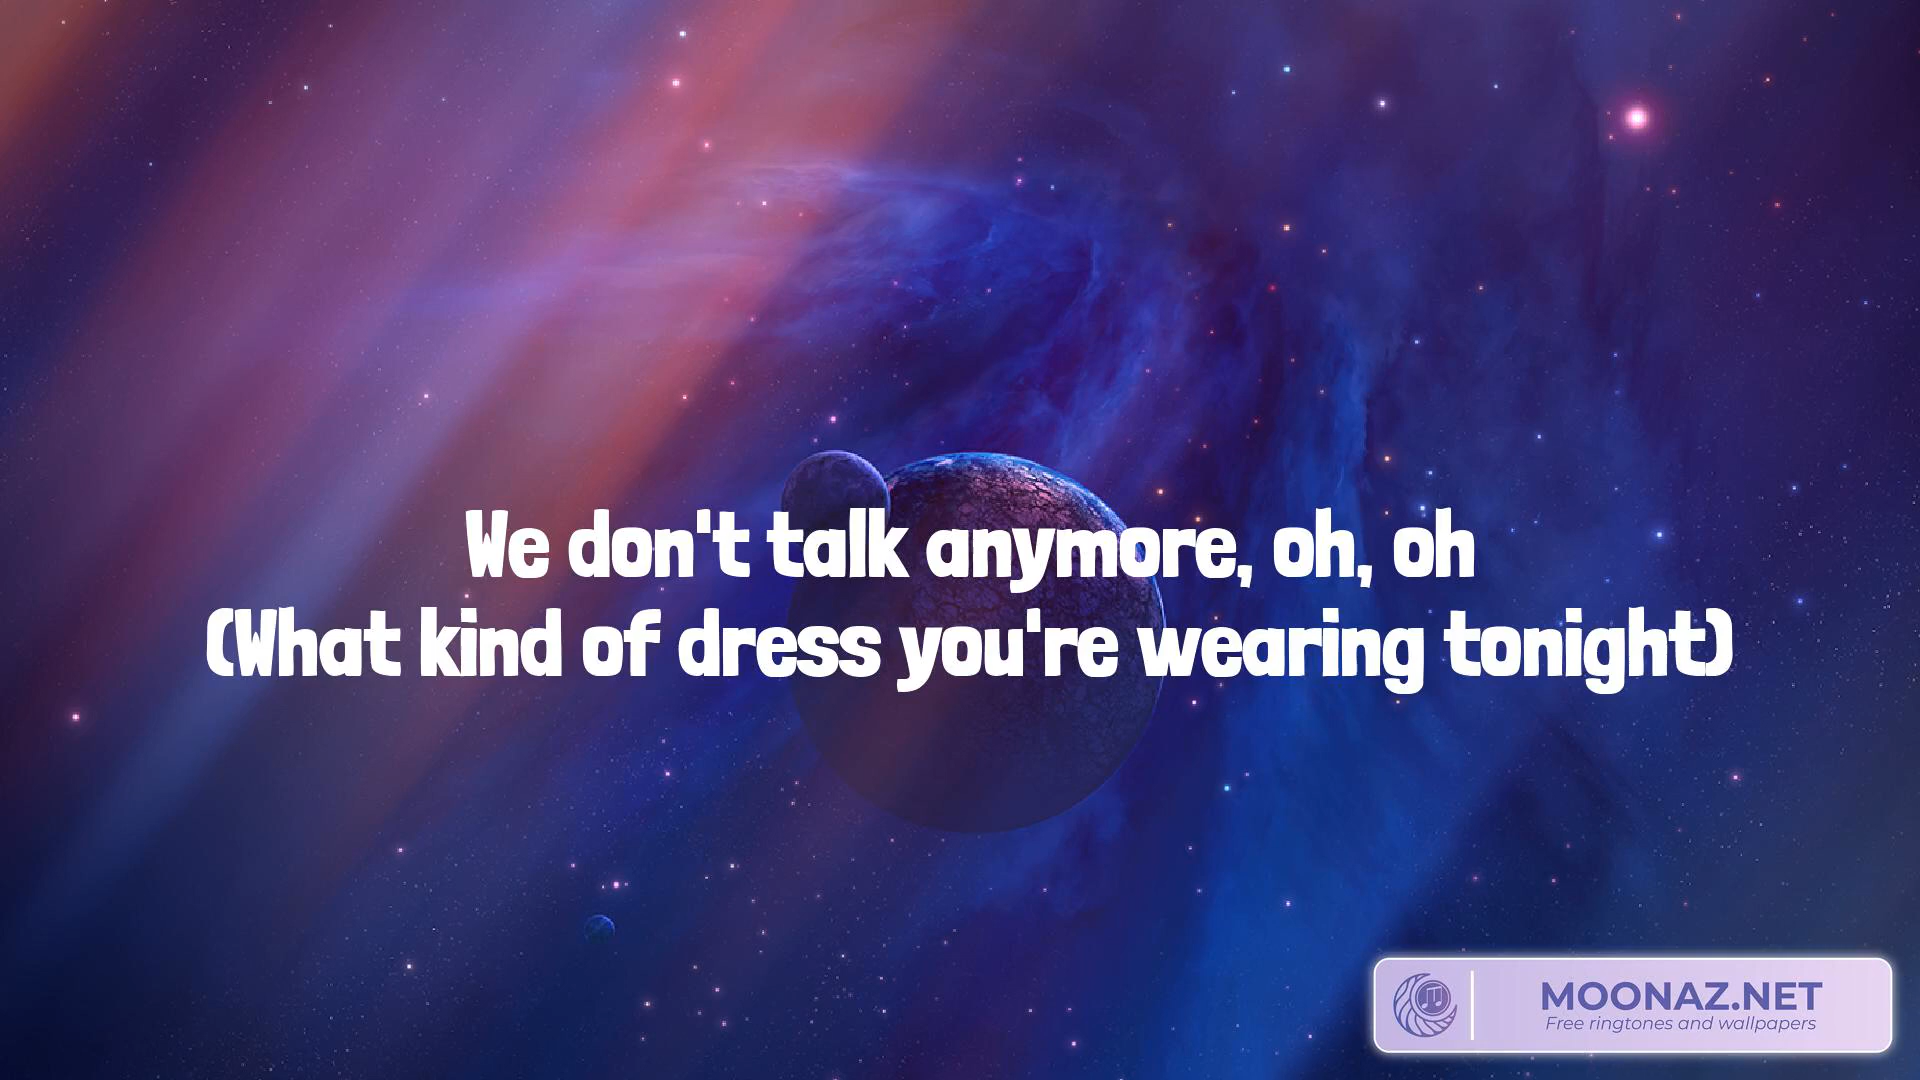 We don't talk anymore, oh, oh
(What kind of dress you're wearing tonight)
MOONAZ.NET
Free ringtones and wallpapers